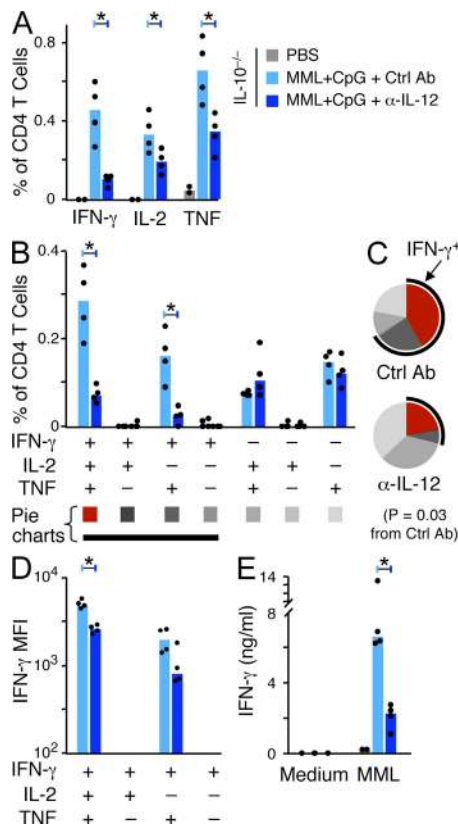 A
% of CD4 T Cells
0.8
0.4
0
IFN-γ IL-2 TNF
* * *
IL-10–/–
PBS
MML+CpG + Ctrl Ab
MML+CpG + α-IL-12
B
% of CD4 T Cells
0.4
0.2
0
* *
IFN-γ + + + + – – –
IL-2 + + – – + + –
TNF + – + – + – +
Pie charts
C
IFN-γ+
Ctrl Ab
α-IL-12
(P = 0.03
from Ctrl Ab)
D
IFN-γ MFI
10⁴
10³
10²
*
IFN-γ + + + +
IL-2 + + – –
TNF + – + –
E
IFN-γ (ng/ml)
14
8
4
0
*
Medium MML